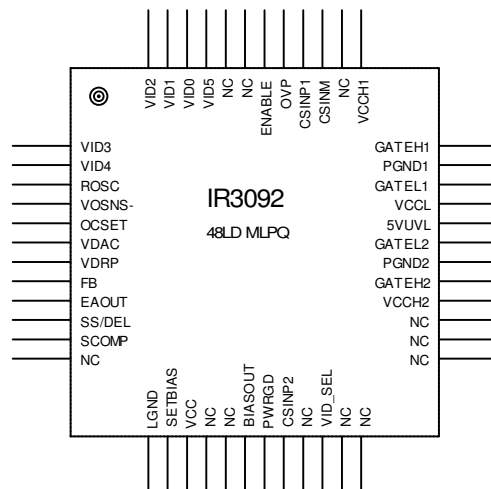 VID2
VID1
VID0
VID5
NC
NC
ENABLE
OVP
CSINP1
CSINM
NC
VCCH1
VID3
VID4
ROSC
VOSNS-
OCSET
VDAC
VDRP
FB
EAOUT
SS/DEL
SCOMP
NC
IR3092
48LD MLPQ
GATEH1
PGND1
GATEL1
VCCL
5VUVL
GATEL2
PGND2
GATEH2
VCCH2
NC
NC
NC
LGND
SETBIAS
VCC
NC
NC
BIASOUT
PWRGD
CSINP2
NC
VID_SEL
NC
NC